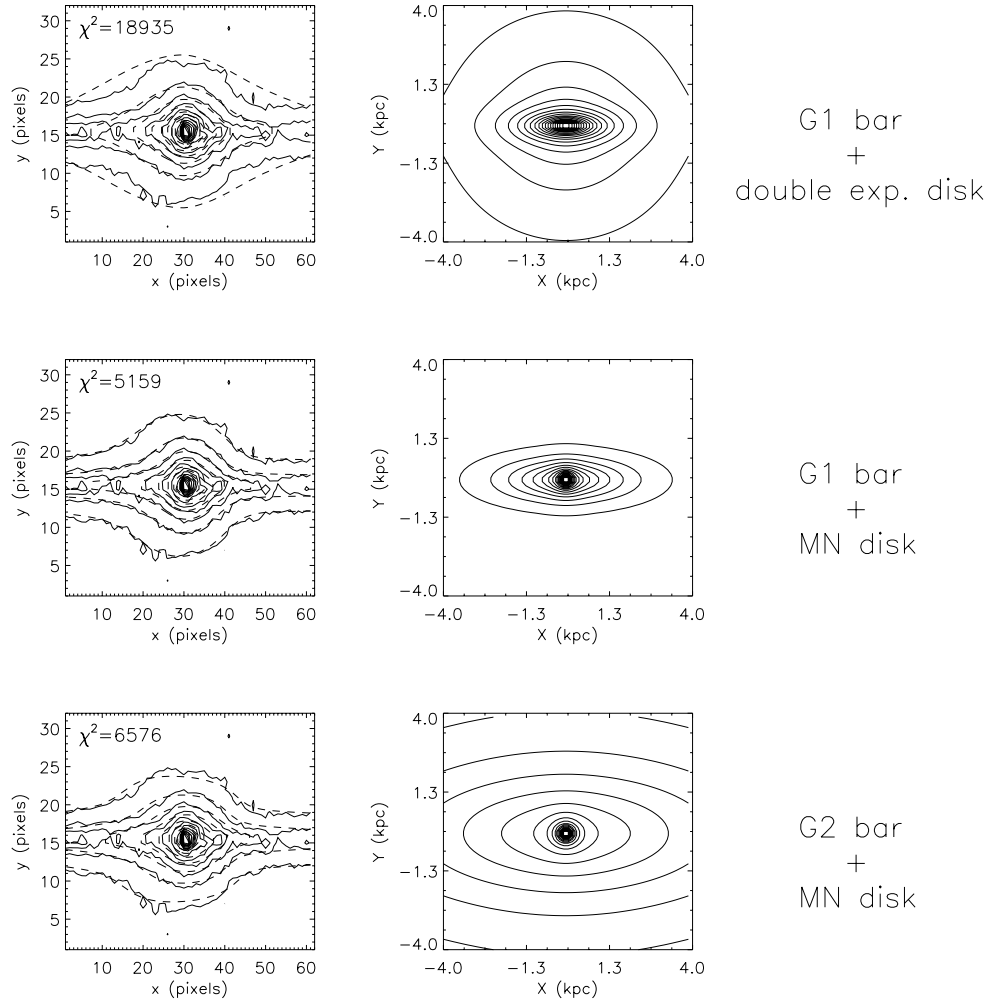 30
25
20
15
10
5
y (pixels)
χ²=18935
10 20 30 40 50 60
x (pixels)
4.0
1.3
−1.3
−4.0
Y (kpc)
−4.0 −1.3 1.3 4.0
X (kpc)
G1 bar
+
double exp. disk
30
25
20
15
10
5
y (pixels)
χ²=5159
10 20 30 40 50 60
x (pixels)
4.0
1.3
−1.3
−4.0
Y (kpc)
−4.0 −1.3 1.3 4.0
X (kpc)
G1 bar
+
MN disk
30
25
20
15
10
5
y (pixels)
χ²=6576
10 20 30 40 50 60
x (pixels)
4.0
1.3
−1.3
−4.0
Y (kpc)
−4.0 −1.3 1.3 4.0
X (kpc)
G2 bar
+
MN disk